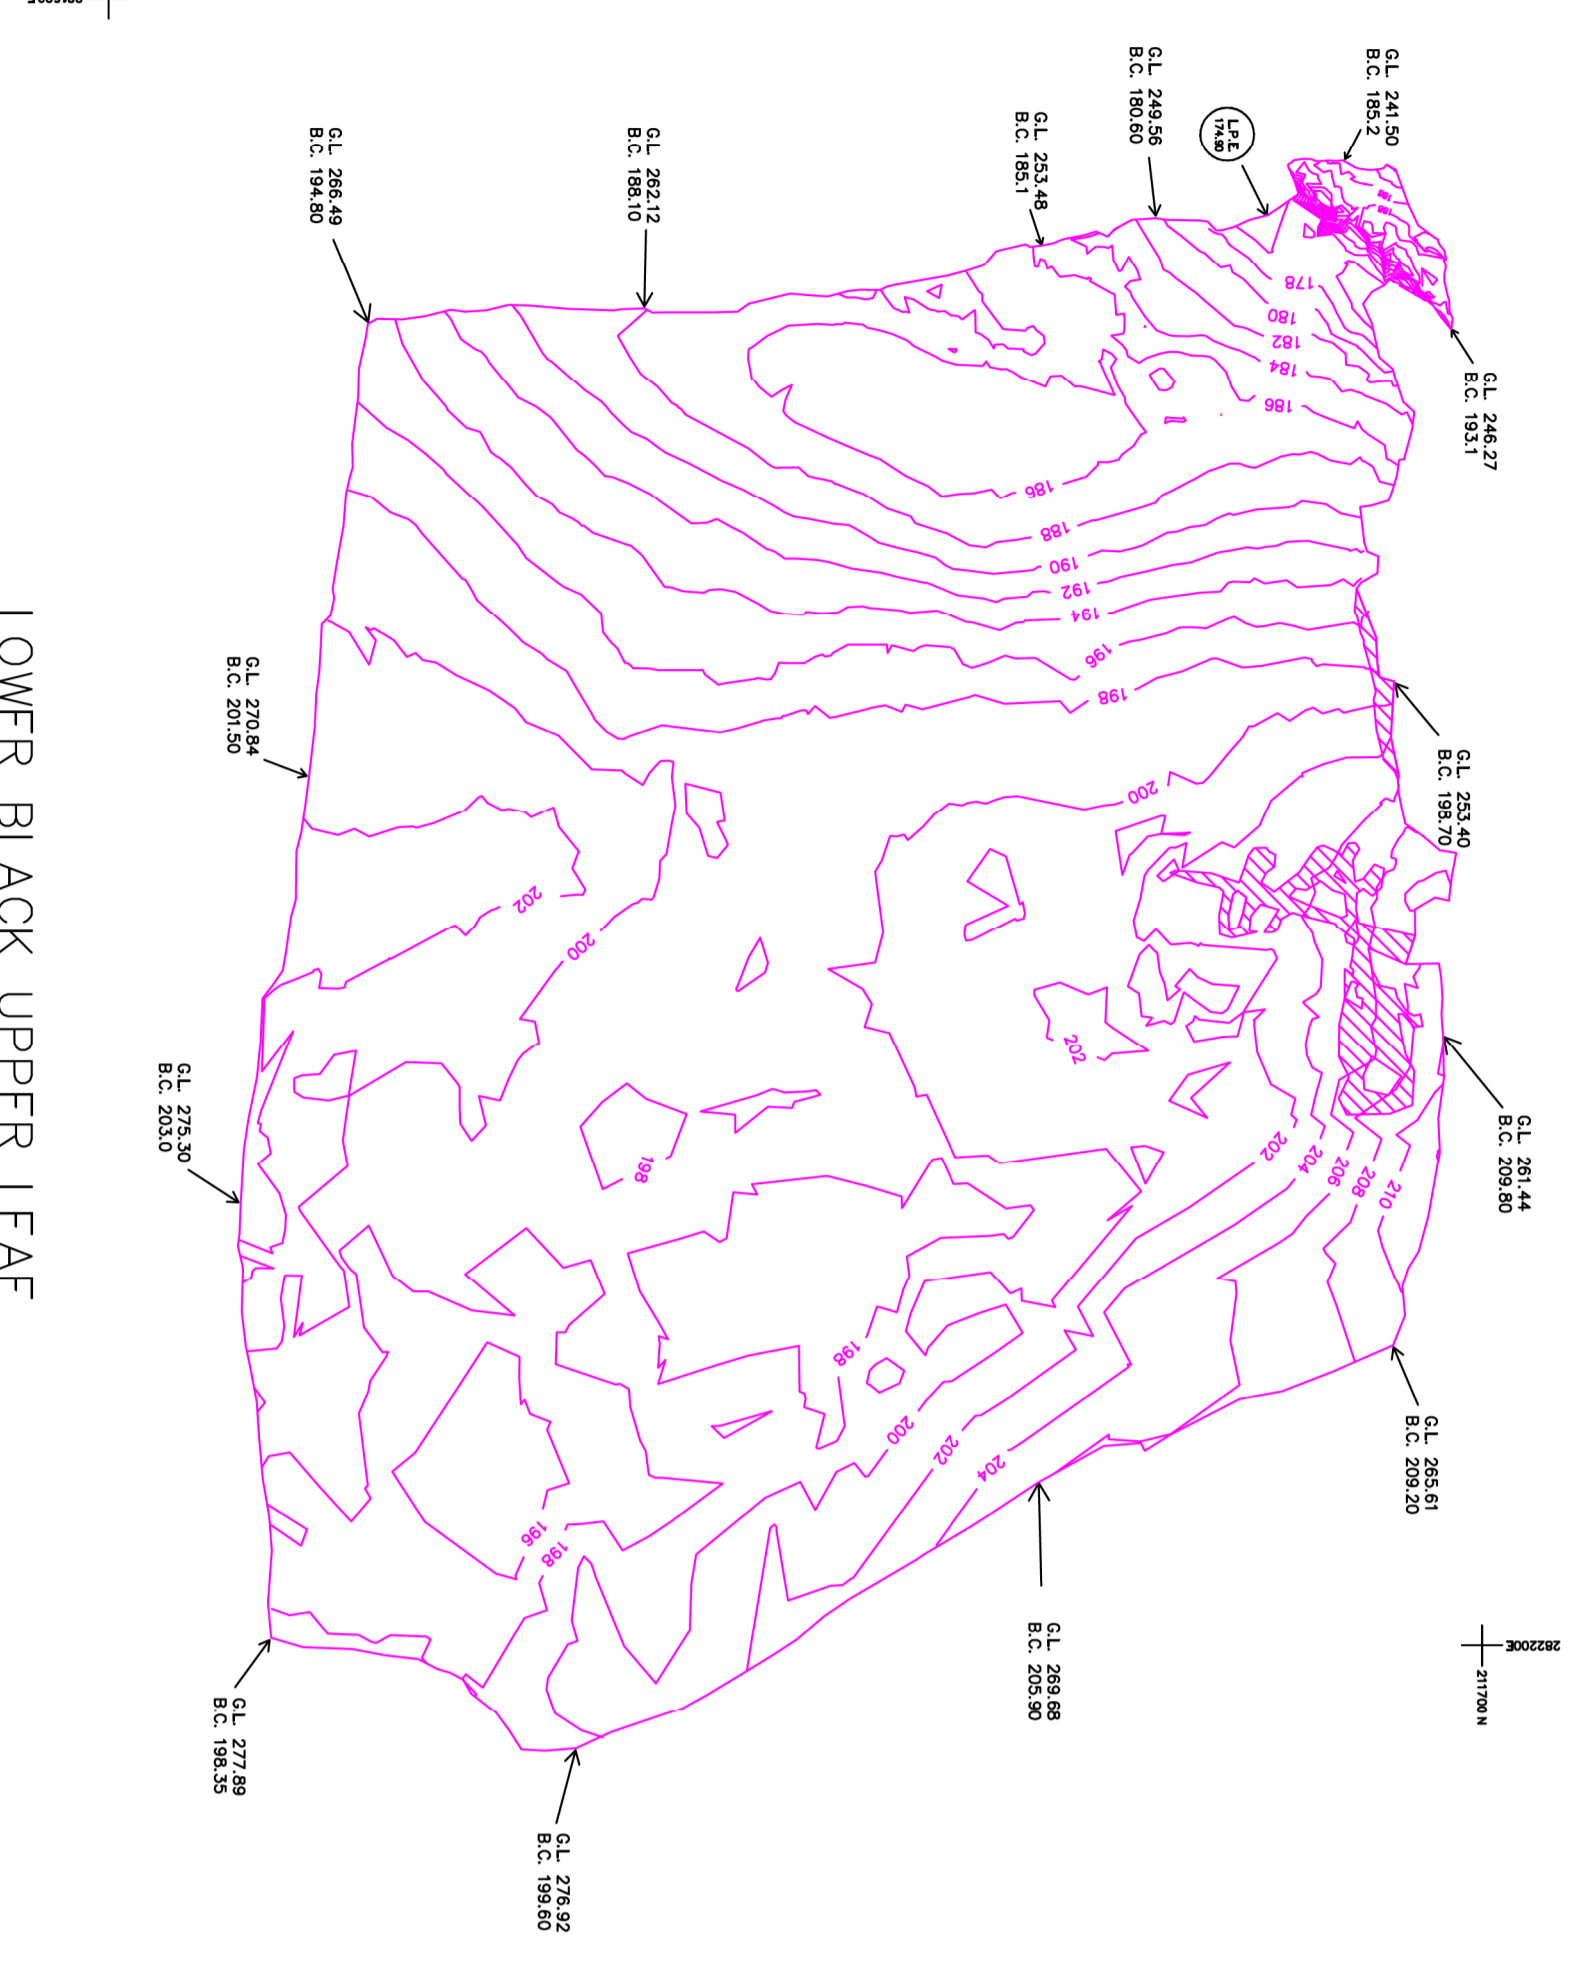 G.L. 241.50
B.C. 185.2
G.L. 249.56
B.C. 180.60
L.P.E.
174.90
G.L. 253.48
B.C. 185.1
G.L. 262.12
B.C. 188.10
G.L. 266.49
B.C. 194.80
G.L. 246.27
B.C. 193.1
188
188
178
180
182
184
186
186
188
190
192
194
196
198
200
G.L. 253.40
B.C. 198.70
G.L. 270.84
B.C. 201.50
202
200
202
G.L. 261.44
B.C. 209.80
G.L. 275.30
B.C. 203.0
198
202
204
206
208
210
198
200
202
204
196
198
G.L. 265.61
B.C. 209.20
G.L. 269.68
B.C. 205.90
G.L. 277.89
B.C. 198.35
G.L. 276.92
B.C. 199.60
282200E
211700 N
LOWER BLACK UPPER LEAF